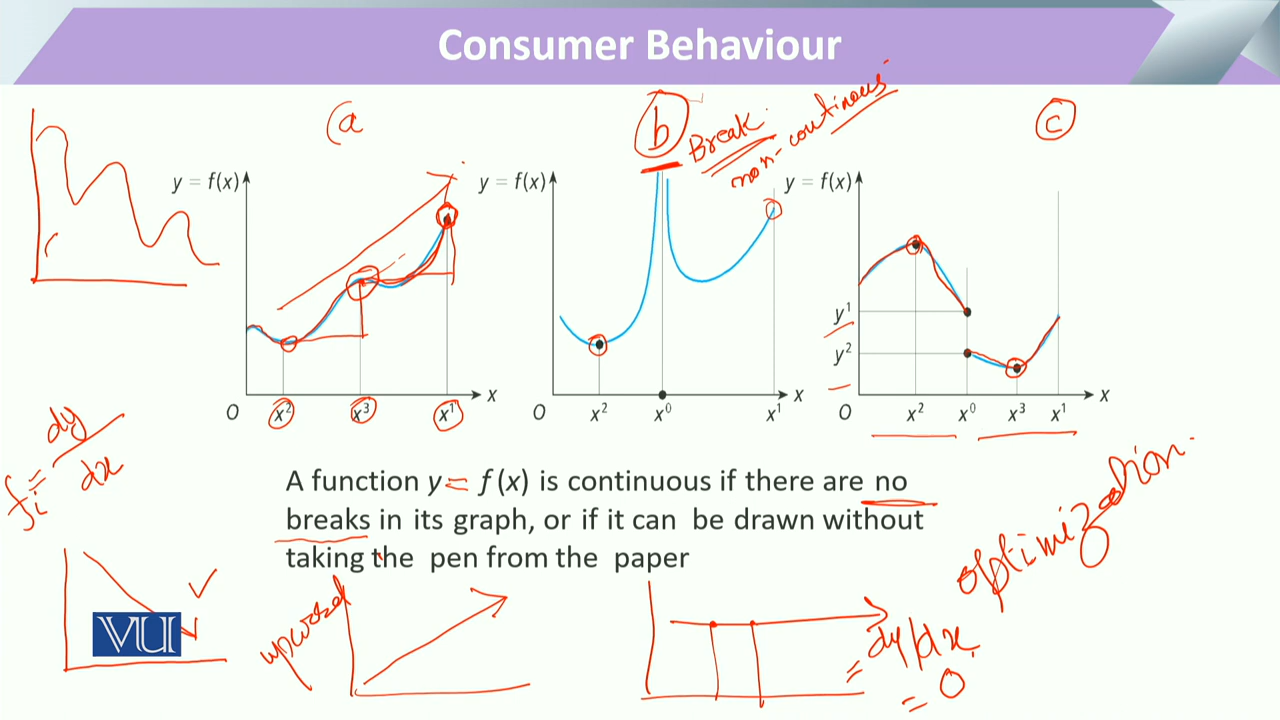 Consumer Behaviour
(a
b
Break
non-continous
c
y = f(x)
y = f(x)
y = f(x)
y¹
y²
O x² x³ x¹ x
O x² x⁰ x¹ x
O x² x⁰ x³ x¹ x
fi = dy/dx
A function y = f (x) is continuous if there are no
breaks in its graph, or if it can be drawn without
taking the pen from the paper
optimization
VU
upward
= dy/dx
= 0